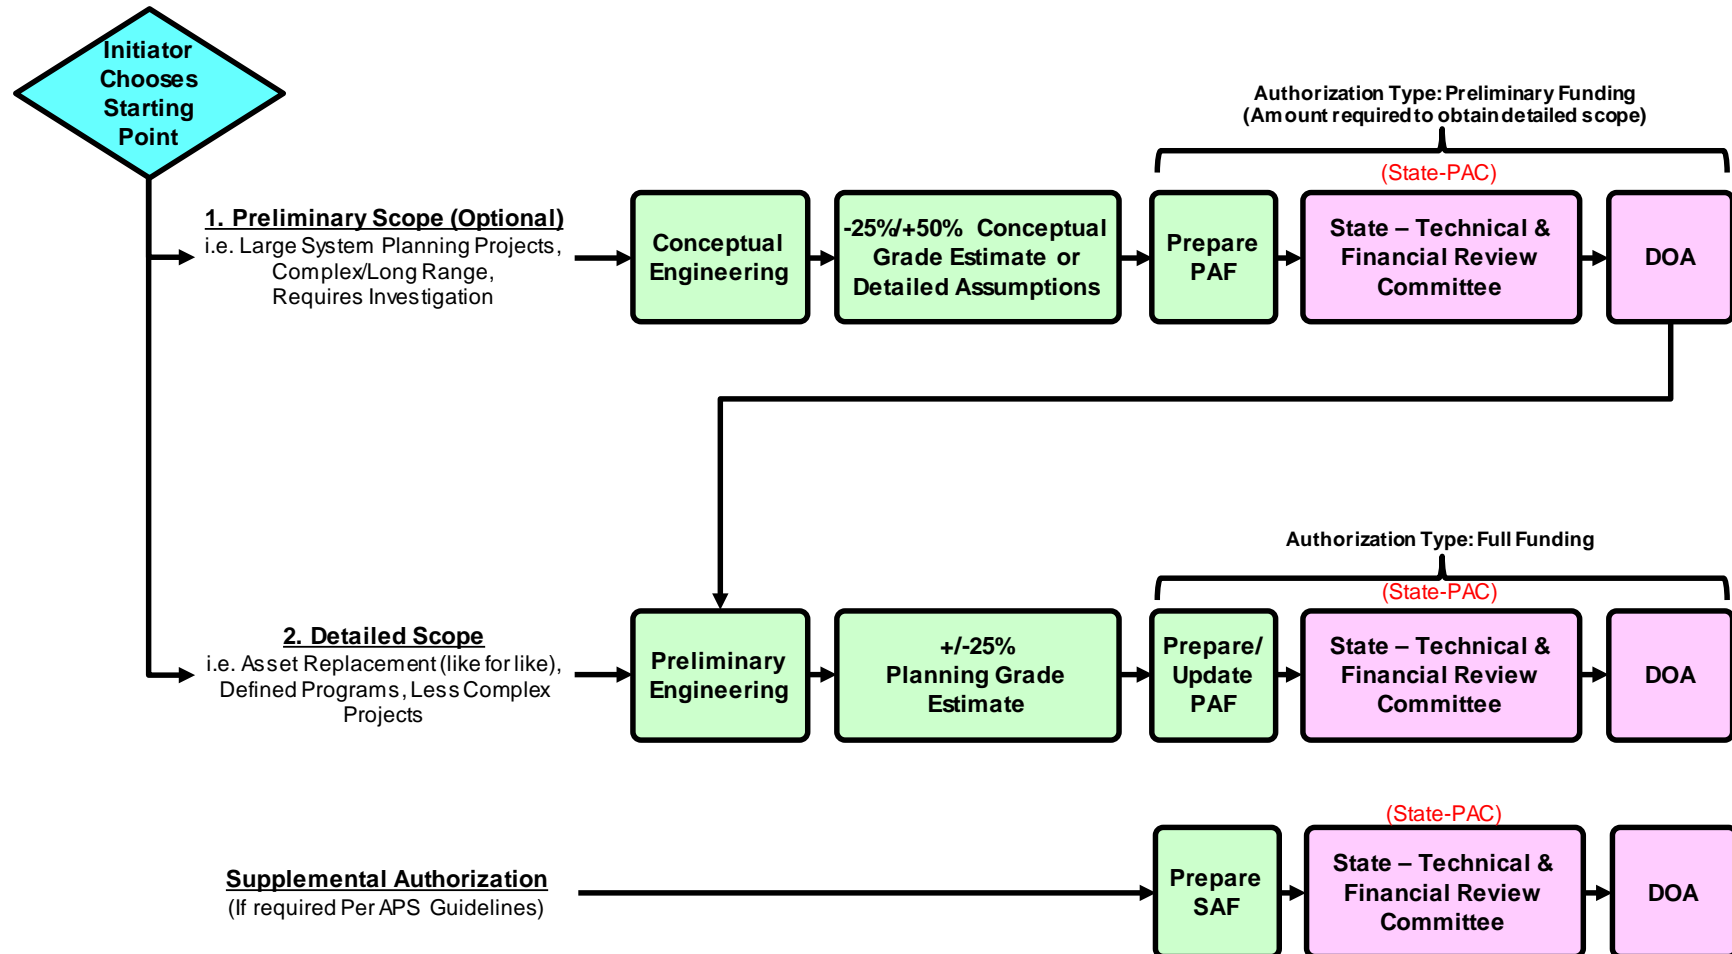 Initiator
Chooses
Starting
Point
Authorization Type: Preliminary Funding
(Amount required to obtain detailed scope)
(State-PAC)
1. Preliminary Scope (Optional)
i.e. Large System Planning Projects,
Complex/Long Range,
Requires Investigation
Conceptual
Engineering
-25%/+50% Conceptual
Grade Estimate or
Detailed Assumptions
Prepare
PAF
State – Technical &
Financial Review
Committee
DOA
Authorization Type: Full Funding
(State-PAC)
2. Detailed Scope
i.e. Asset Replacement (like for like),
Defined Programs, Less Complex
Projects
Preliminary
Engineering
+/-25%
Planning Grade
Estimate
Prepare/
Update
PAF
State – Technical &
Financial Review
Committee
DOA
(State-PAC)
Supplemental Authorization
(If required Per APS Guidelines)
Prepare
SAF
State – Technical &
Financial Review
Committee
DOA